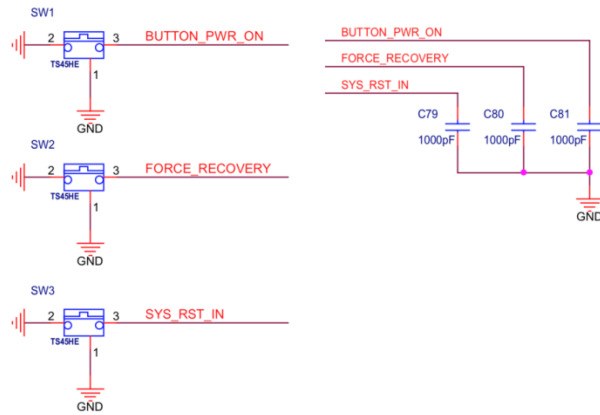 SW1
2
3
BUTTON_PWR_ON
TS45HE
1
GND
SW2
2
3
FORCE_RECOVERY
TS45HE
1
GND
SW3
2
3
SYS_RST_IN
TS45HE
1
GND
BUTTON_PWR_ON
FORCE_RECOVERY
SYS_RST_IN
C79
C80
C81
1000pF
1000pF
1000pF
GND